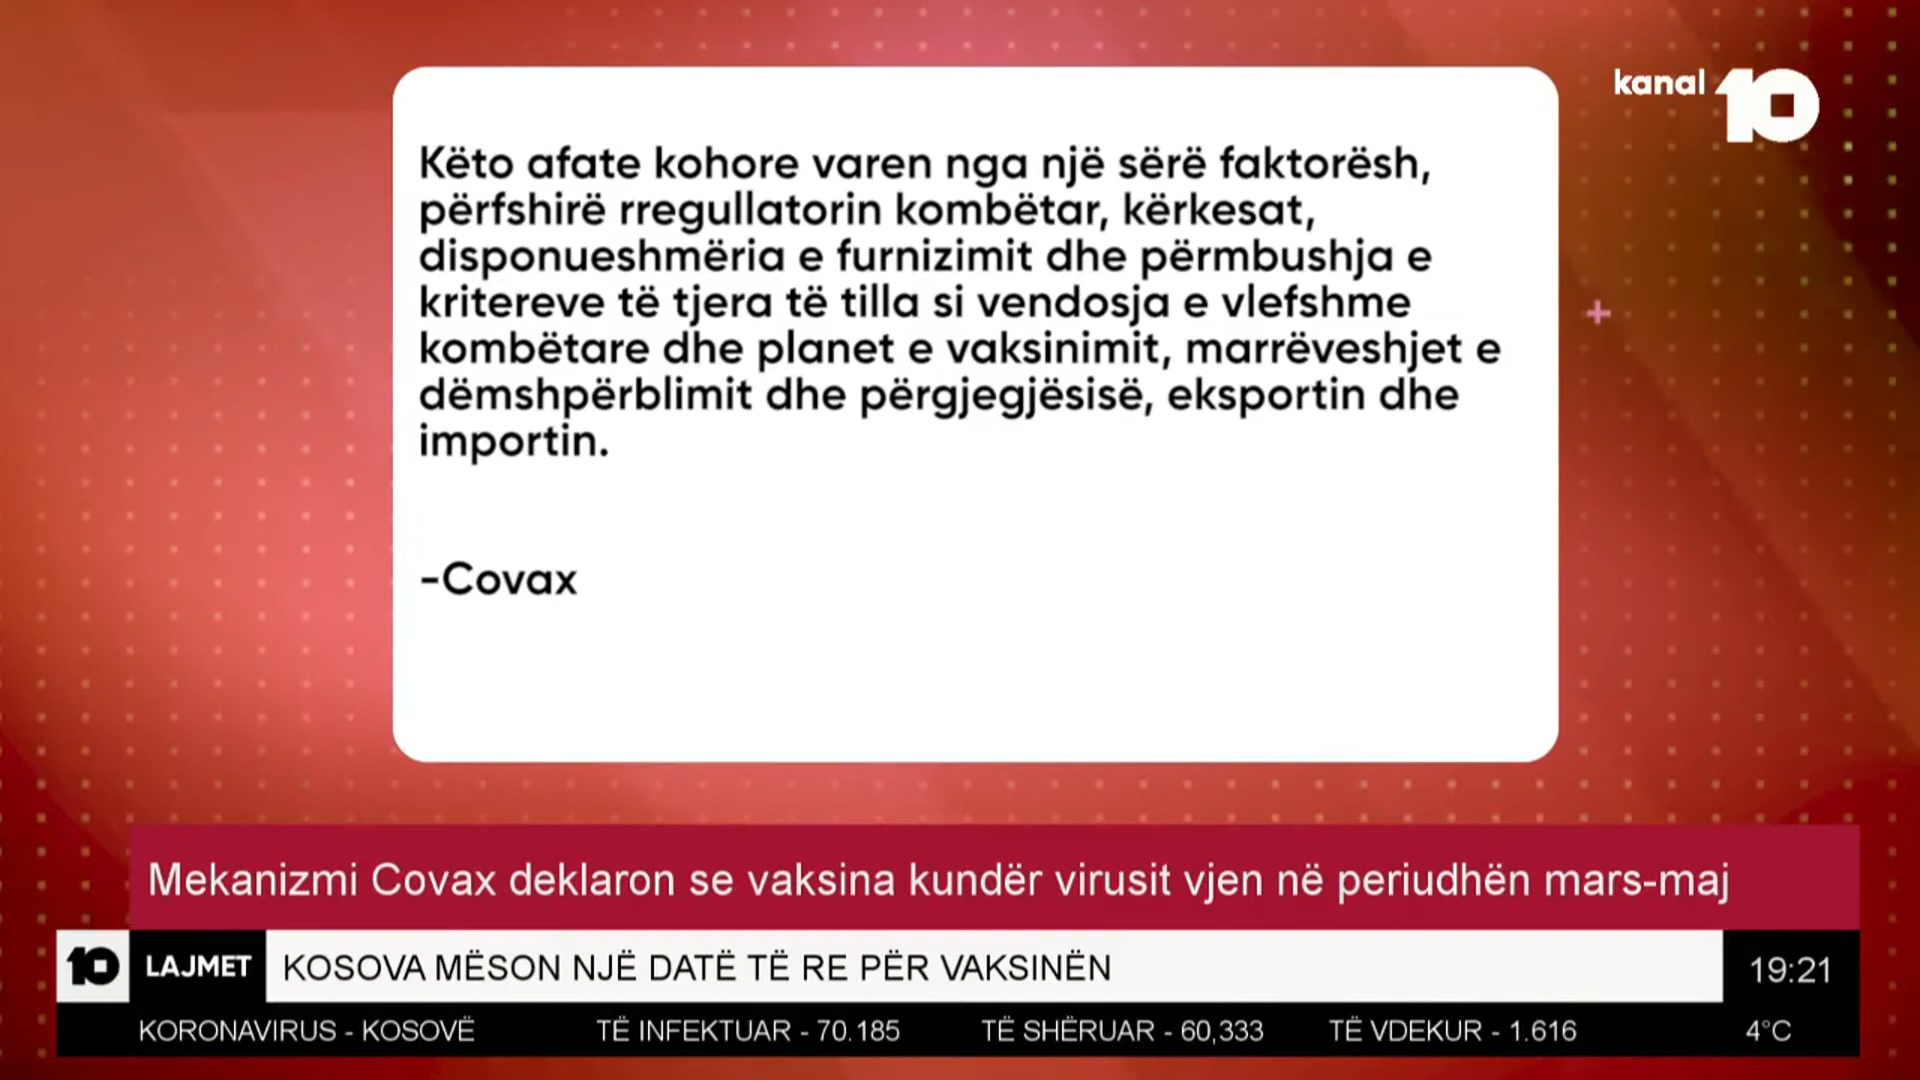 kanal 10
Këto afate kohore varen nga një sërë faktorësh,
përfshirë rregullatorin kombëtar, kërkesat,
disponueshmëria e furnizimit dhe përmbushja e
kritereve të tjera të tilla si vendosja e vlefshme
kombëtare dhe planet e vaksinimit, marrëveshjet e
dëmshpërblimit dhe përgjegjësisë, eksportin dhe
importin.
-Covax
Mekanizmi Covax deklaron se vaksina kundër virusit vjen në periudhën mars-maj
10 LAJMET KOSOVA MËSON NJË DATË TË RE PËR VAKSINËN 19:21
KORONAVIRUS - KOSOVË TË INFEKTUAR - 70.185 TË SHËRUAR - 60,333 TË VDEKUR - 1.616 4°C